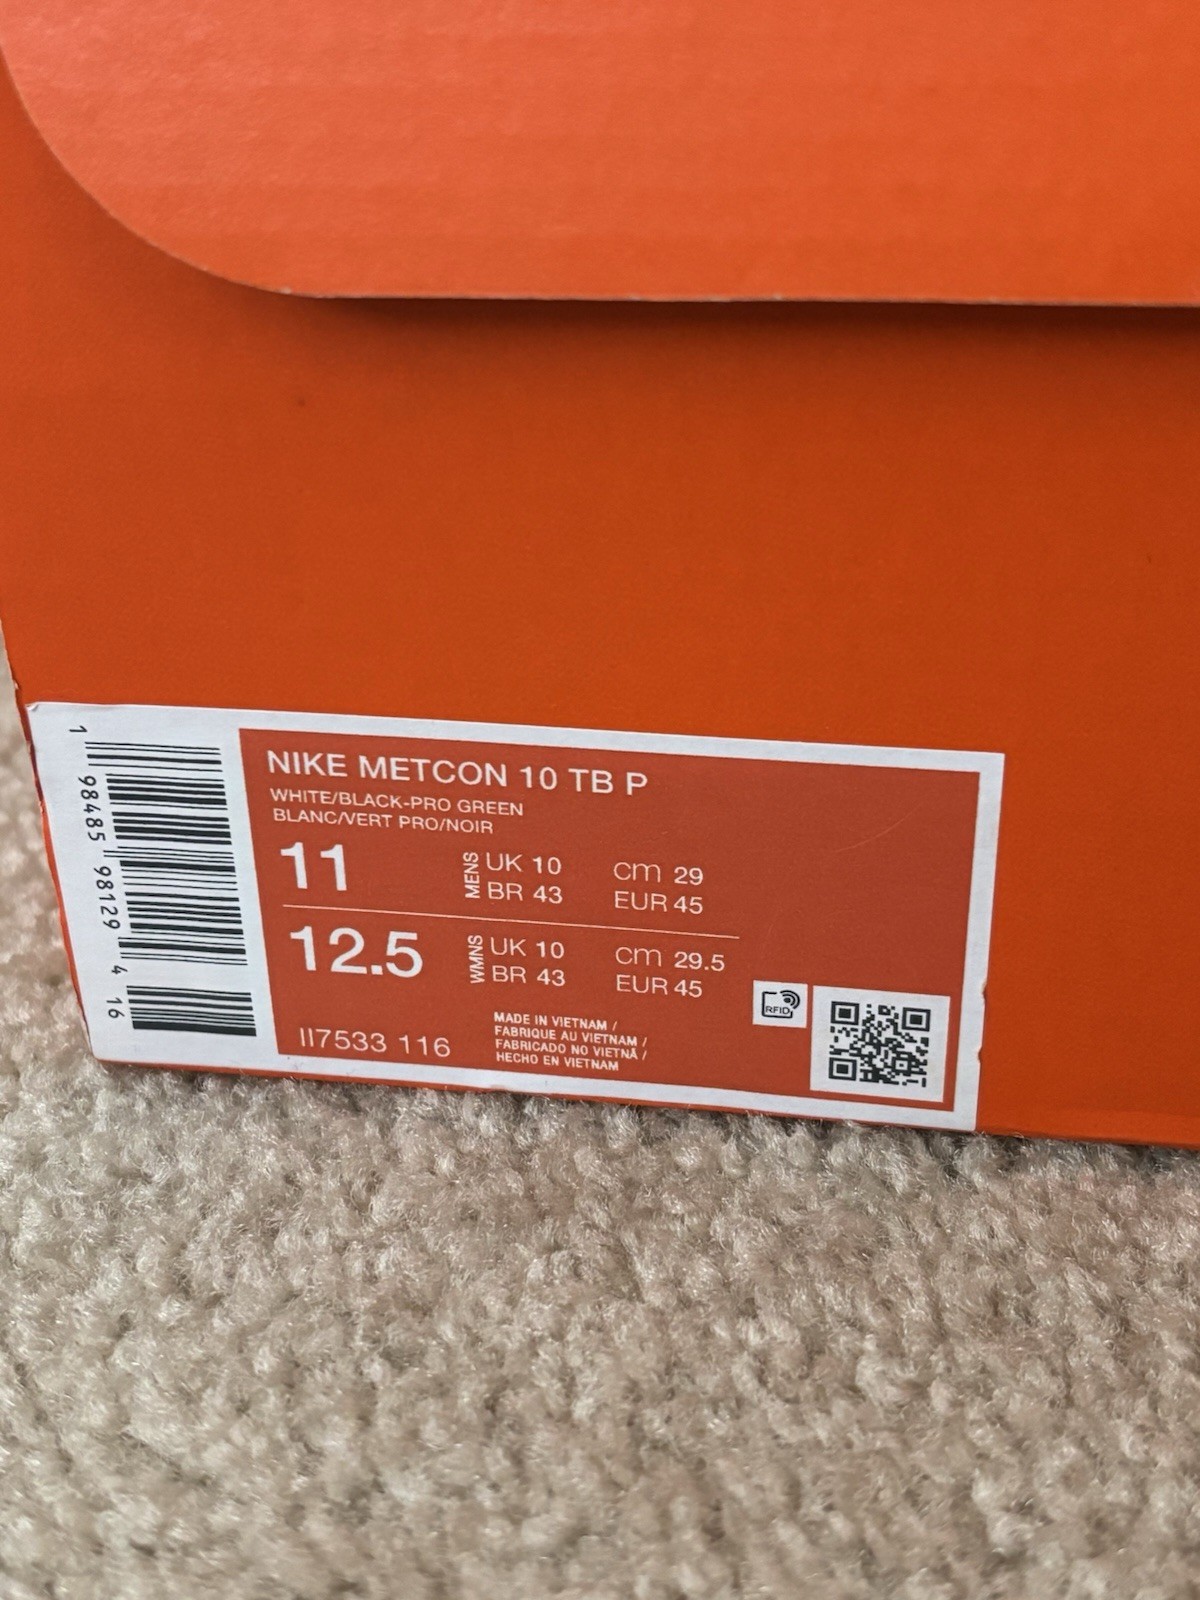 NIKE METCON 10 TB P
WHITE/BLACK-PRO GREEN
BLANC/VERT PRO/NOIR
11
MENS
UK 10
cm 29
BR 43
EUR 45
12.5
WMNS
UK 10
cm 29.5
BR 43
EUR 45
II7533 116
MADE IN VIETNAM /
FABRIQUE AU VIETNAM /
FABRICADO NO VIETNÃ /
HECHO EN VIETNAM
RFID
1 98485 98129 4 16